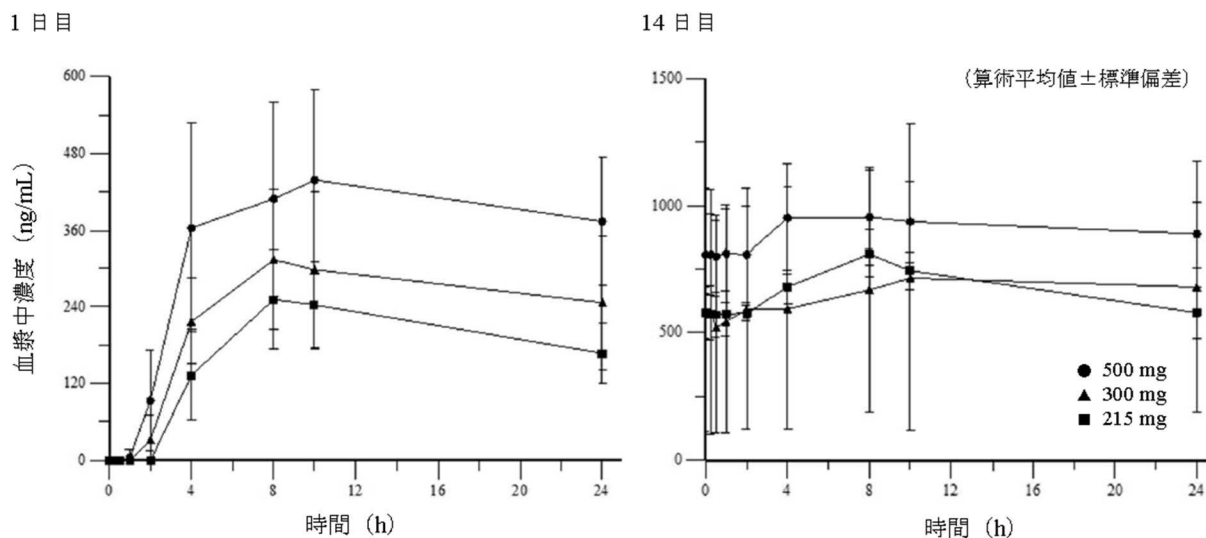 1 日目
600
480
360
240
120
0
血漿中濃度 (ng/mL)
0 4 8 12 16 20 24
時間 (h)
14 日目
(算術平均値±標準偏差)
1500
1000
500
0
500 mg
300 mg
215 mg
0 4 8 12 16 20 24
時間 (h)